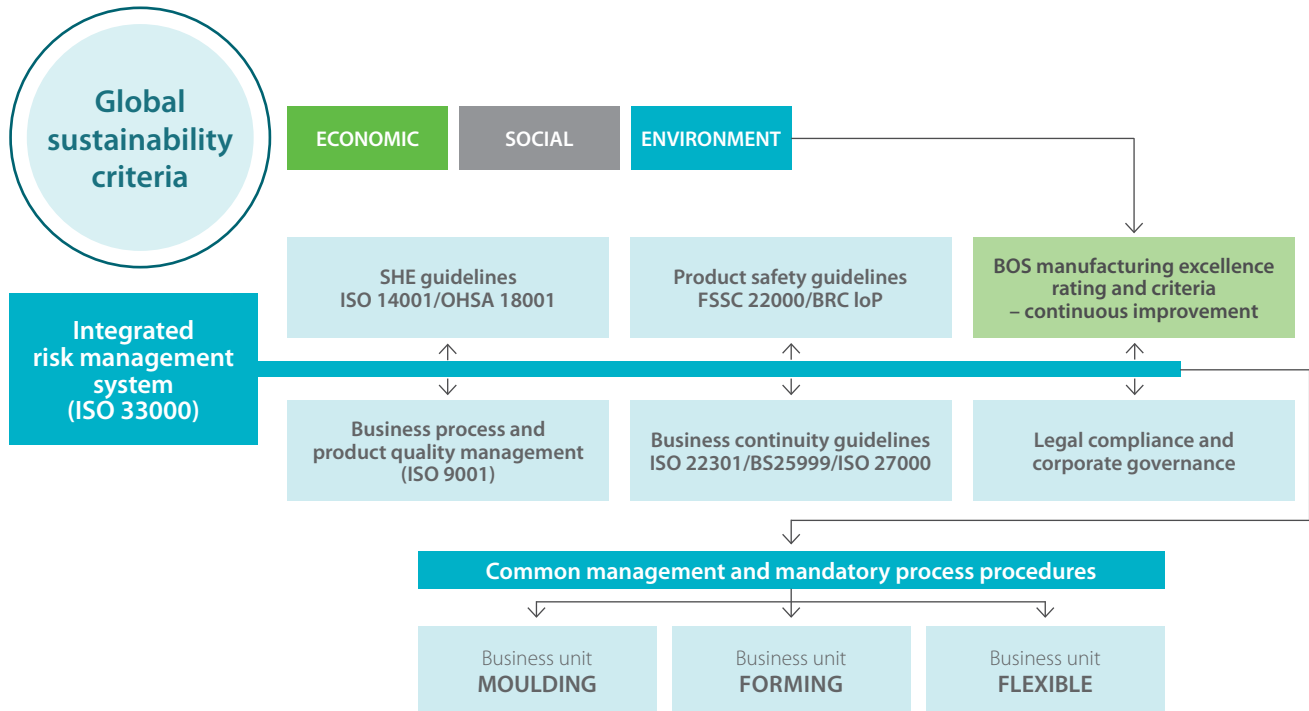 Global
sustainability
criteria
ECONOMIC
SOCIAL
ENVIRONMENT
SHE guidelines
ISO 14001/OHSA 18001
Product safety guidelines
FSSC 22000/BRC loP
BOS manufacturing excellence
rating and criteria
– continuous improvement
Integrated
risk management
system
(ISO 33000)
Business process and
product quality management
(ISO 9001)
Business continuity guidelines
ISO 22301/BS25999/ISO 27000
Legal compliance and
corporate governance
Common management and mandatory process procedures
Business unit
MOULDING
Business unit
FORMING
Business unit
FLEXIBLE